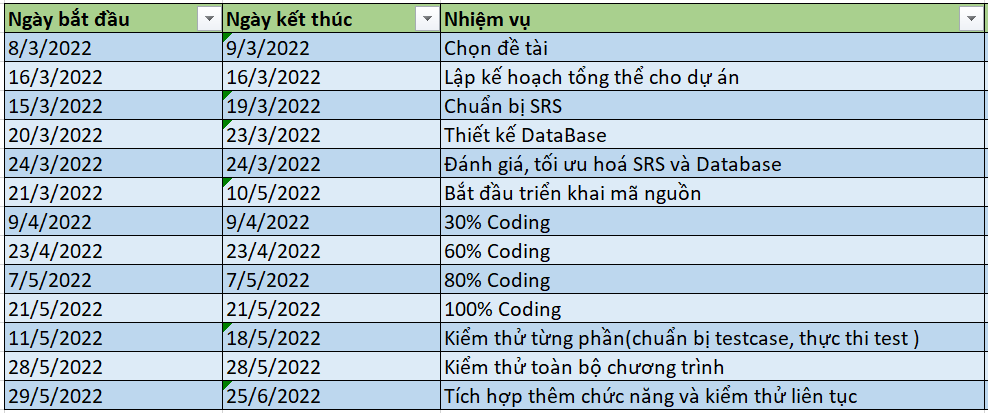 Ngày bắt đầu Ngày kết thúc Nhiệm vụ
8/3/2022 9/3/2022 Chọn đề tài
16/3/2022 16/3/2022 Lập kế hoạch tổng thể cho dự án
15/3/2022 19/3/2022 Chuẩn bị SRS
20/3/2022 23/3/2022 Thiết kế DataBase
24/3/2022 24/3/2022 Đánh giá, tối ưu hoá SRS và Database
21/3/2022 10/5/2022 Bắt đầu triển khai mã nguồn
9/4/2022 9/4/2022 30% Coding
23/4/2022 23/4/2022 60% Coding
7/5/2022 7/5/2022 80% Coding
21/5/2022 21/5/2022 100% Coding
11/5/2022 18/5/2022 Kiểm thử từng phần(chuẩn bị testcase, thực thi test )
28/5/2022 28/5/2022 Kiểm thử toàn bộ chương trình
29/5/2022 25/6/2022 Tích hợp thêm chức năng và kiểm thử liên tục